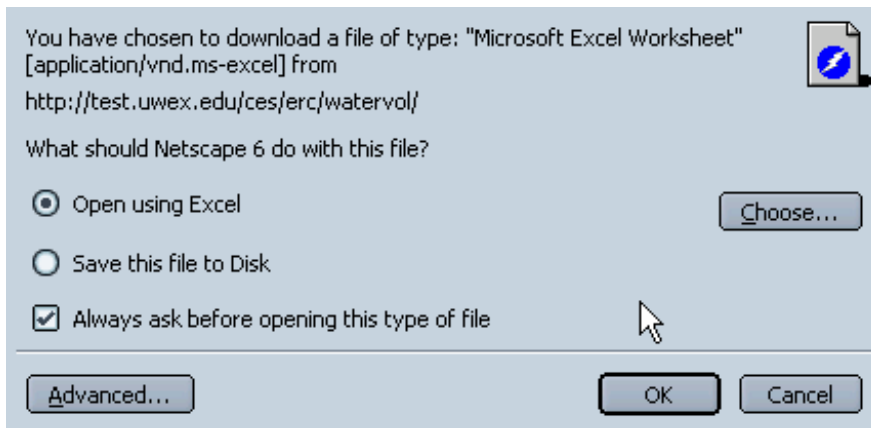 You have chosen to download a file of type: "Microsoft Excel Worksheet"
[application/vnd.ms-excel] from
http://test.uwex.edu/ces/erc/watervol/
What should Netscape 6 do with this file?
Open using Excel
Choose...
Save this file to Disk
Always ask before opening this type of file
Advanced...
OK
Cancel